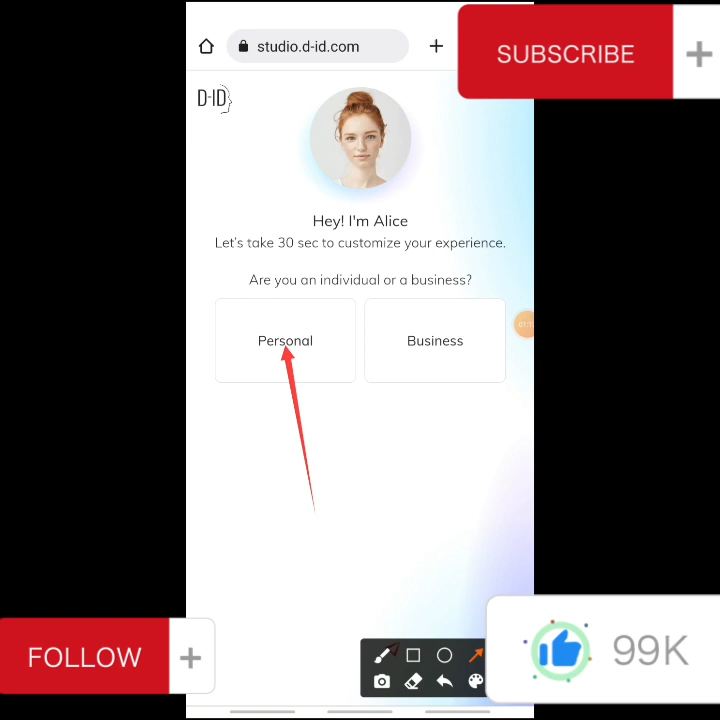 studio.d-id.com
SUBSCRIBE
D-ID
Hey! I'm Alice
Let's take 30 sec to customize your experience.
Are you an individual or a business?
Personal
Business
FOLLOW
99K